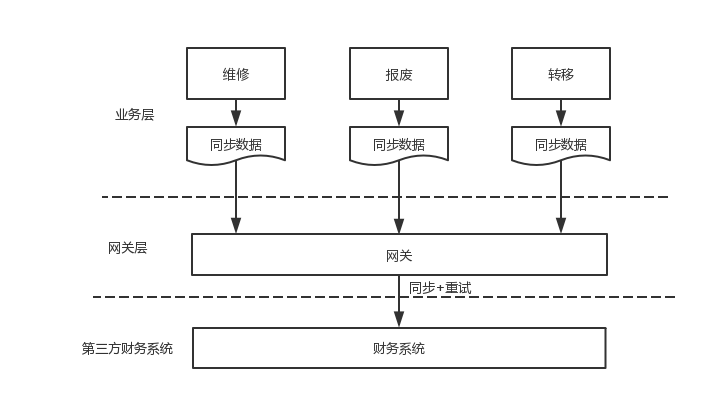 维修
报废
转移
业务层
同步数据
同步数据
同步数据
网关层
网关
同步+重试
第三方财务系统
财务系统